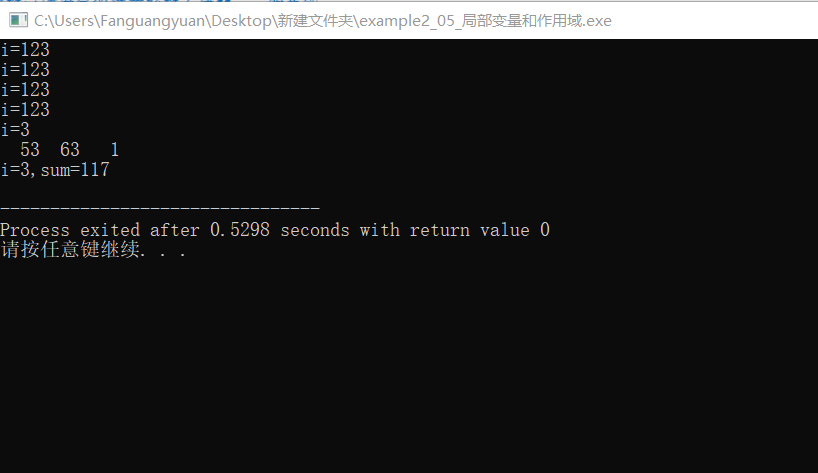 C:\Users\Fanguangyuan\Desktop\新建文件夹\example2_05_局部变量和作用域.exe
i=123
i=123
i=123
i=123
i=3
  53  63   1
i=3,sum=117
--------------------------------
Process exited after 0.5298 seconds with return value 0
请按任意键继续. . .